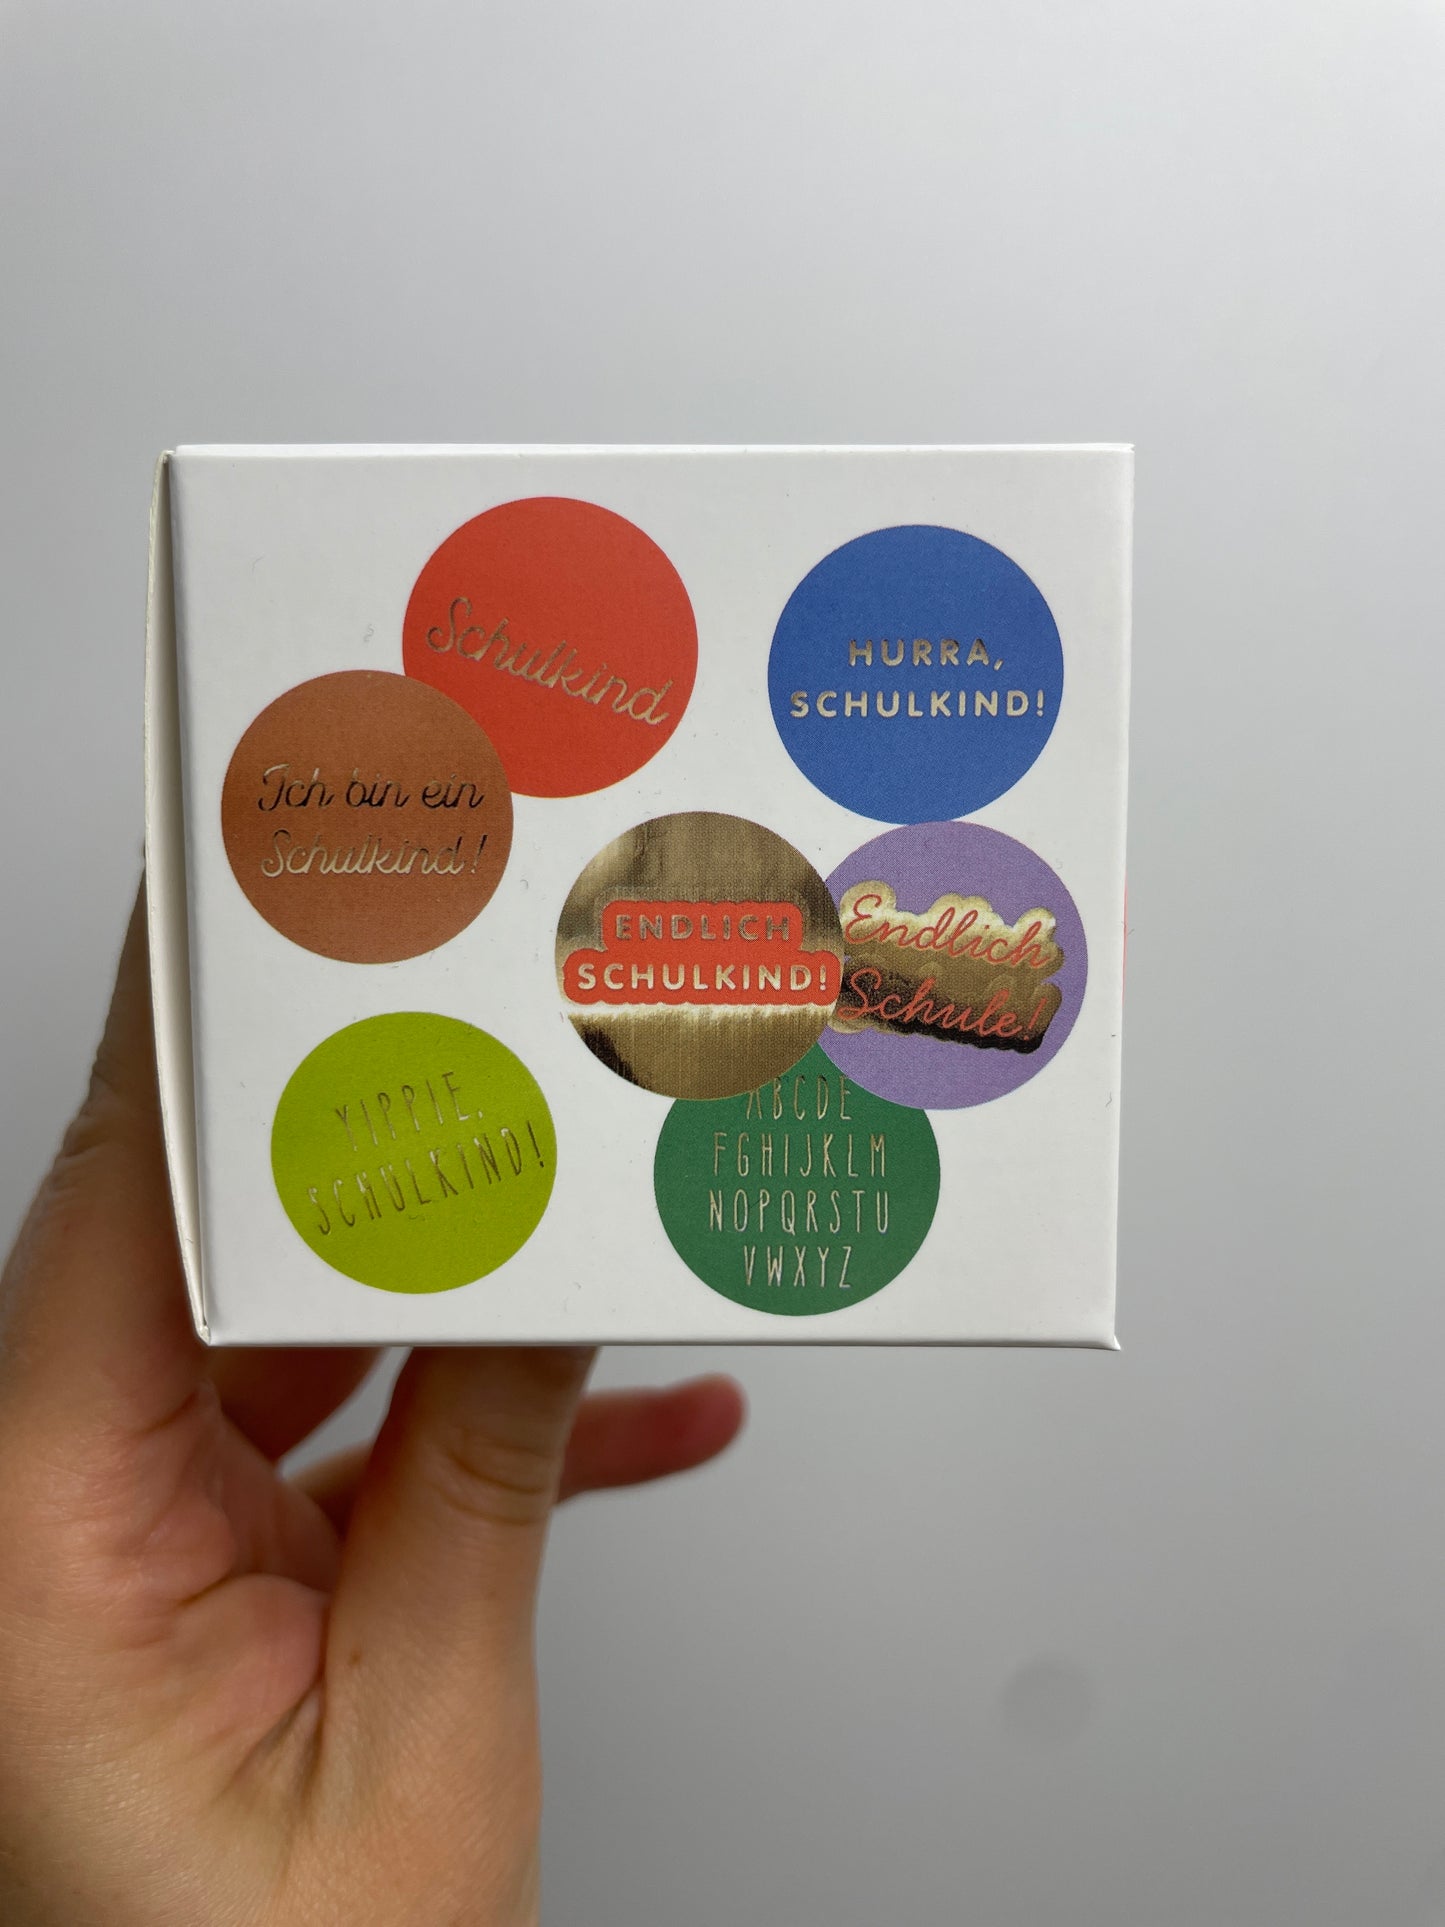 Schulkind
HURRA,
SCHULKIND!
Ich bin ein
Schulkind!
ENDLICH
SCHULKIND!
Endlich
Schule!
YIPPIE,
SCHULKIND!
ABCDE
FGHIJKLM
NOPQRSTU
VWXYZ